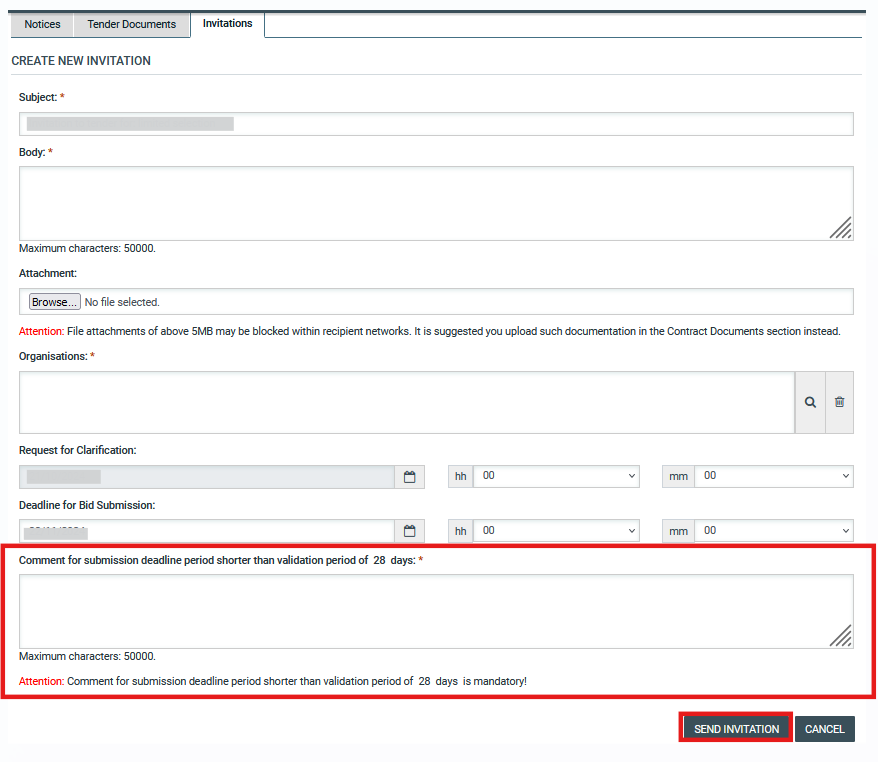 Notices Tender Documents Invitations
CREATE NEW INVITATION
Subject: *
Body: *
Maximum characters: 50000.
Attachment:
Browse... No file selected.
Attention: File attachments of above 5MB may be blocked within recipient networks. It is suggested you upload such documentation in the Contract Documents section instead.
Organisations: *
Request for Clarification:
hh 00 mm 00
Deadline for Bid Submission:
hh 00 mm 00
Comment for submission deadline period shorter than validation period of 28 days: *
Maximum characters: 50000.
Attention: Comment for submission deadline period shorter than validation period of 28 days is mandatory!
SEND INVITATION CANCEL